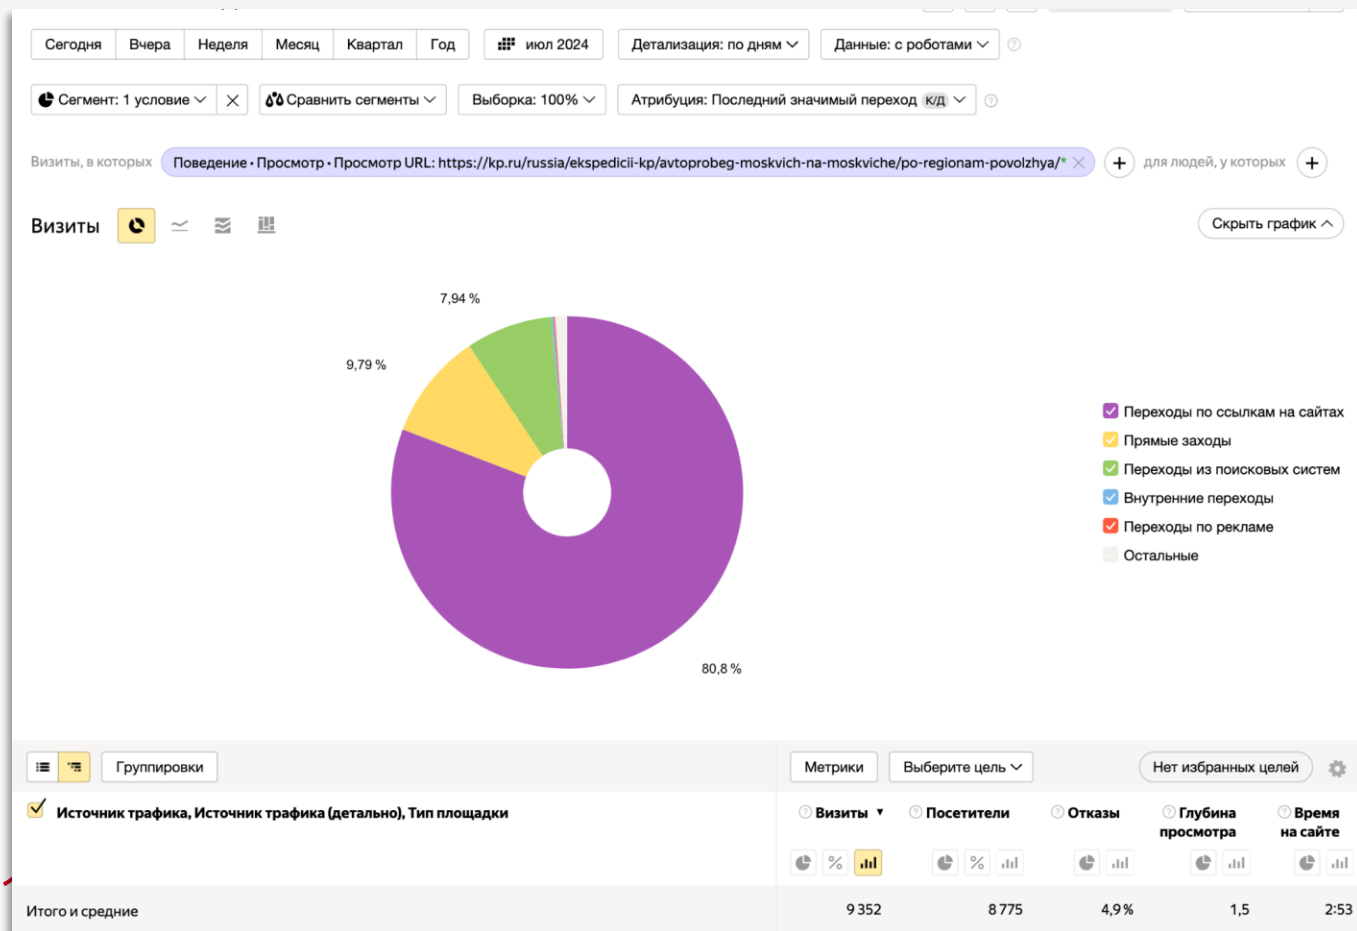 Сегодня Вчера Неделя Месяц Квартал Год июл 2024 Детализация: по дням Данные: с роботами
Сегмент: 1 условие Сравнить сегменты Выборка: 100% Атрибуция: Последний значимый переход К/Д
Визиты, в которых Поведение • Просмотр • Просмотр URL: https://kp.ru/russia/ekspedicii-kp/avtoprobeg-moskvich-na-moskviche/po-regionam-povolzhya/* для людей, у которых
Визиты Скрыть график
7,94 %
9,79 %
Переходы по ссылкам на сайтах
Прямые заходы
Переходы из поисковых систем
Внутренние переходы
Переходы по рекламе
Остальные
80,8 %
Группировки Метрики Выберите цель Нет избранных целей
Источник трафика, Источник трафика (детально), Тип площадки Визиты ▼ Посетители Отказы Глубина просмотра Время на сайте
Итого и средние 9 352 8 775 4,9 % 1,5 2:53